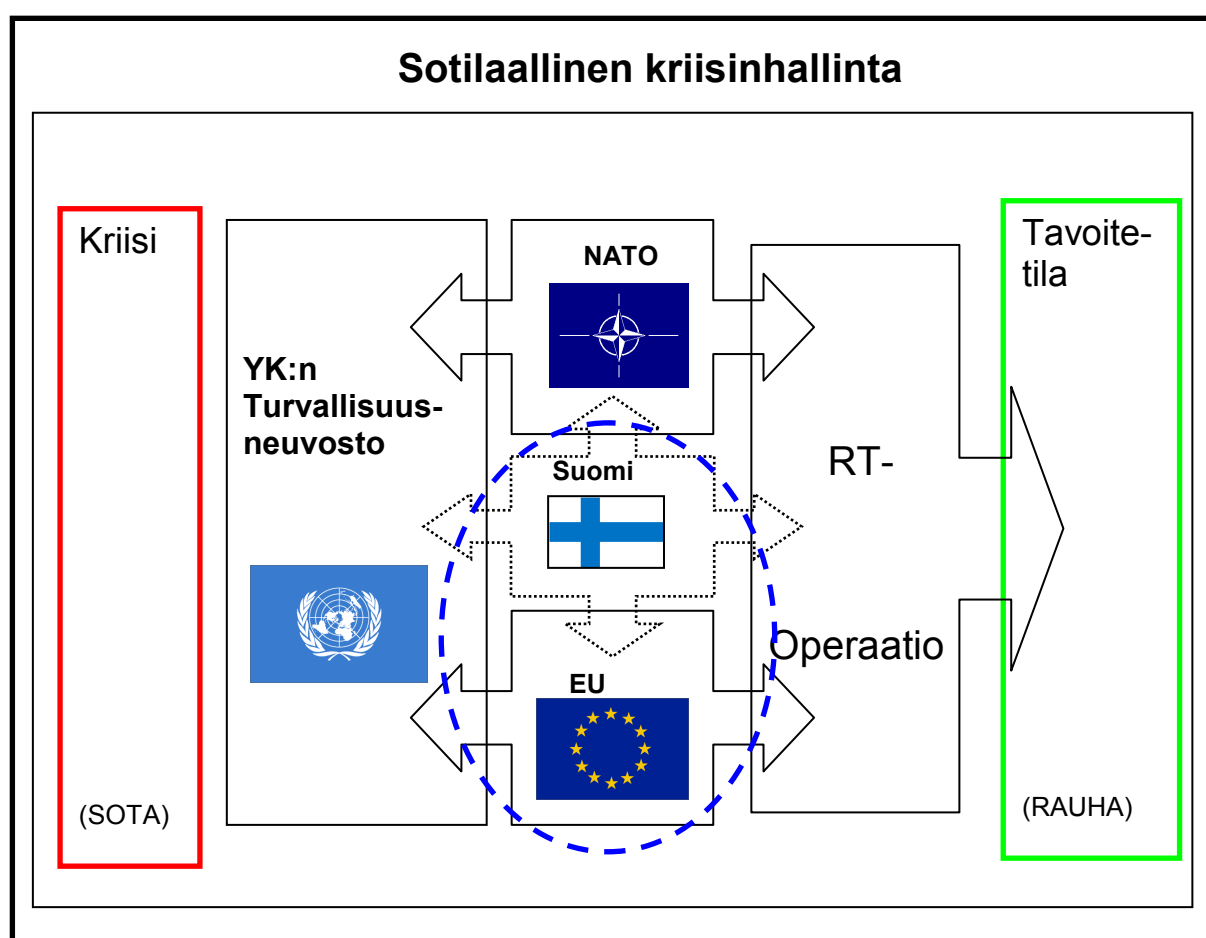 Sotilaallinen kriisinhallinta
Kriisi
(SOTA)
YK:n
Turvallisuus-
neuvosto
NATO
Suomi
EU
RT-
Operaatio
Tavoite-
tila
(RAUHA)